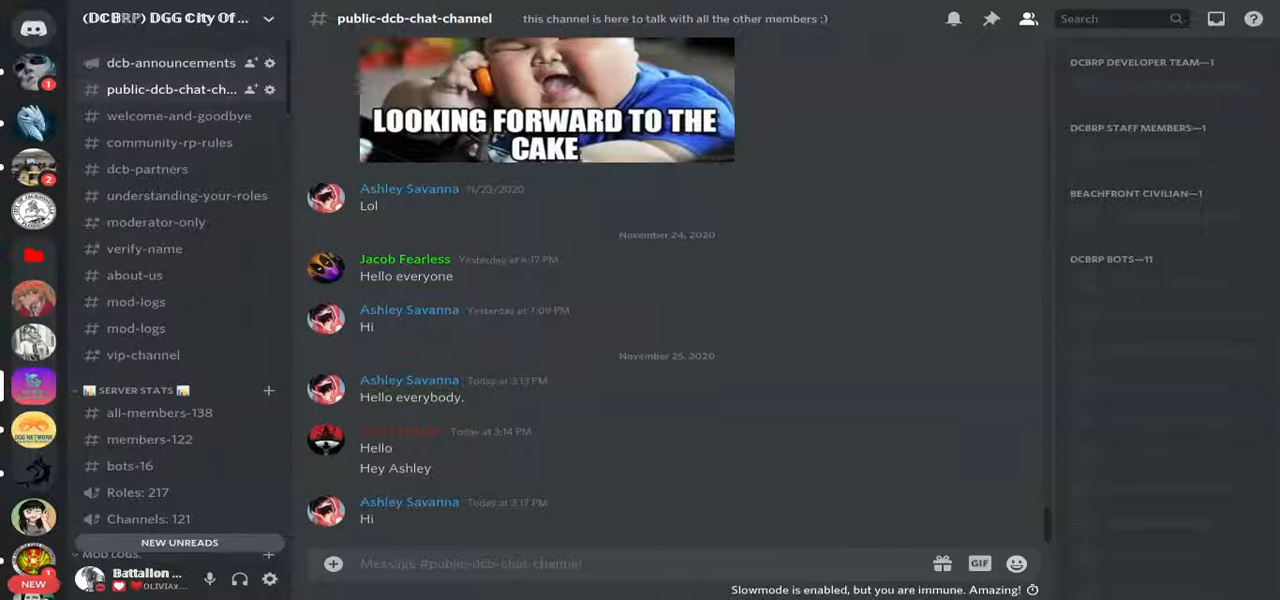 (DCBRP) DGG City Of ...
public-dcb-chat-channel
this channel is here to talk with all the other members :)
Search
dcb-announcements
public-dcb-chat-ch...
welcome-and-goodbye
community-rp-rules
dcb-partners
understanding-your-roles
moderator-only
verify-name
about-us
mod-logs
mod-logs
vip-channel
SERVER STATS
all-members-138
members-122
bots-16
Roles: 217
Channels: 121
NEW UNREADS
MOD LOGS
1
2
1
NEW
Battalion ...
OLIVIAX...
LOOKING FORWARD TO THE
CAKE
Ashley Savanna 11/23/2020
Lol
November 24, 2020
Jacob Fearless Yesterday at 6:17 PM
Hello everyone
Ashley Savanna Yesterday at 7:09 PM
Hi
November 25, 2020
Ashley Savanna Today at 3:13 PM
Hello everybody.
Today at 3:14 PM
Hello
Hey Ashley
Ashley Savanna Today at 3:17 PM
Hi
Message #public-dcb-chat-channel
GIF
Slowmode is enabled, but you are immune. Amazing!
DCBRP DEVELOPER TEAM—1
DCBRP STAFF MEMBERS—1
BEACHFRONT CIVILIAN—1
DCBRP BOTS—11